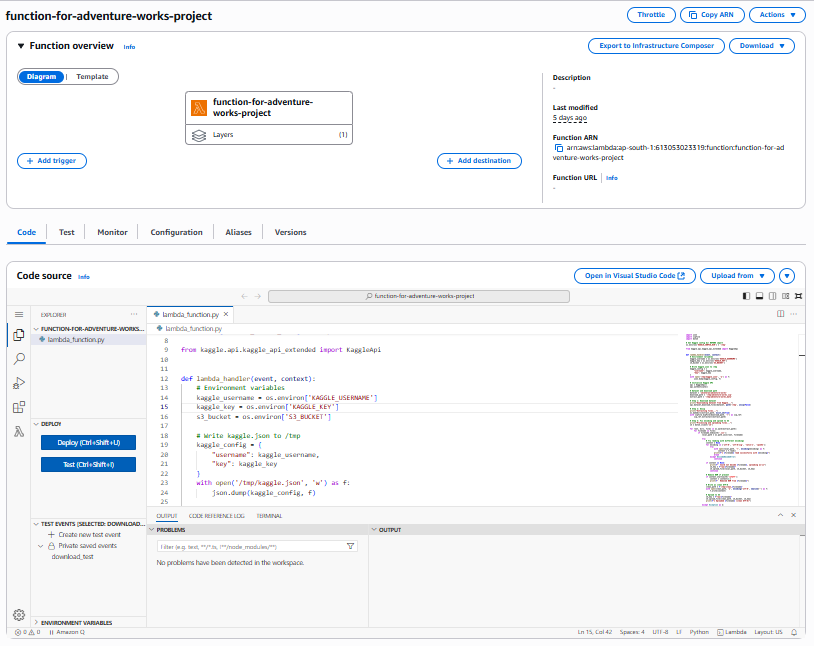 function-for-adventure-works-project
Throttle
Copy ARN
Actions
Function overview Info
Export to Infrastructure Composer
Download
Diagram
Template
function-for-adventure-
works-project
Layers (1)
+ Add trigger
+ Add destination
Description
-
Last modified
5 days ago
Function ARN
arn:aws:lambda:ap-south-1:613053023319:function:function-for-ad
venture-works-project
Function URL Info
-
Code
Test
Monitor
Configuration
Aliases
Versions
Code source Info
Open in Visual Studio Code
Upload from
function-for-adventure-works-project
EXPLORER
FUNCTION-FOR-ADVENTURE-WORKS...
lambda_function.py
DEPLOY
Deploy (Ctrl+Shift+U)
Test (Ctrl+Shift+I)
TEST EVENTS (SELECTED: DOWNLOAD...
+ Create new test event
Private saved events
download_test
ENVIRONMENT VARIABLES
lambda_function.py ×
lambda_function.py
8
9 from kaggle.api.kaggle_api_extended import KaggleApi
10
11
12 def lambda_handler(event, context):
13 # Environment variables
14 kaggle_username = os.environ['KAGGLE_USERNAME']
15 kaggle_key = os.environ['KAGGLE_KEY']
16 s3_bucket = os.environ['S3_BUCKET']
17
18 # Write kaggle.json to /tmp
19 kaggle_config = {
20 "username": kaggle_username,
21 "key": kaggle_key
22 }
23 with open('/tmp/kaggle.json', 'w') as f:
24 json.dump(kaggle_config, f)
25
OUTPUT
CODE REFERENCE LOG
TERMINAL
PROBLEMS
OUTPUT
Filter (e.g. text, **/*.ts, !**/node_modules/**)
No problems have been detected in the workspace.
0 0 Amazon Q
Ln 15, Col 42 Spaces: 4 UTF-8 LF Python Lambda Layout: US